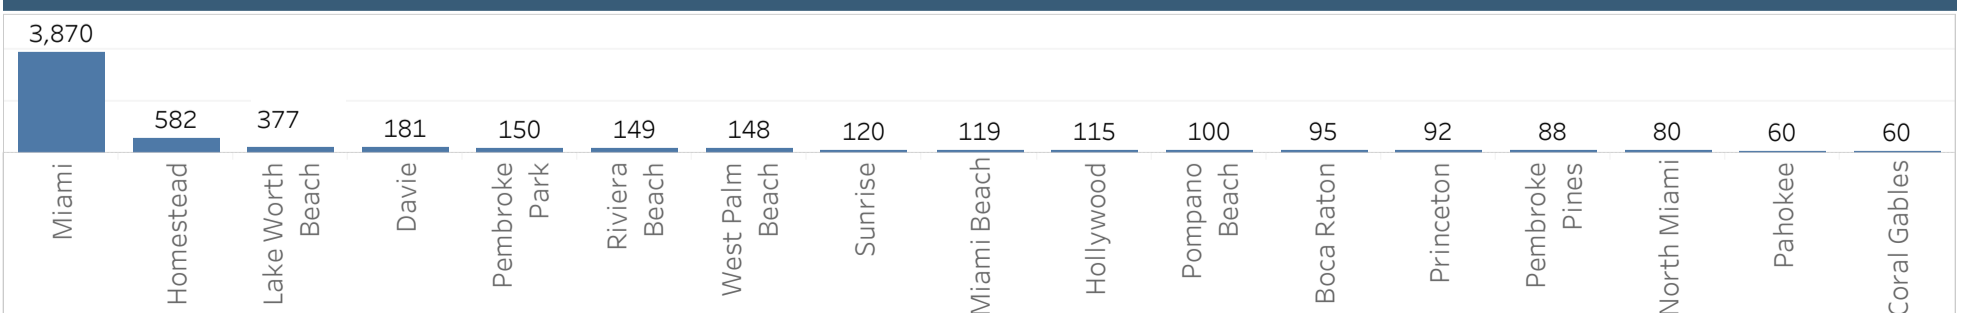 3,870
582
377
181
150
149
148
120
119
115
100
95
92
88
80
60
60
Miami
Homestead
Lake Worth
Beach
Davie
Pembroke
Park
Riviera
Beach
West Palm
Beach
Sunrise
Miami Beach
Hollywood
Pompano
Beach
Boca Raton
Princeton
Pembroke
Pines
North Miami
Pahokee
Coral Gables